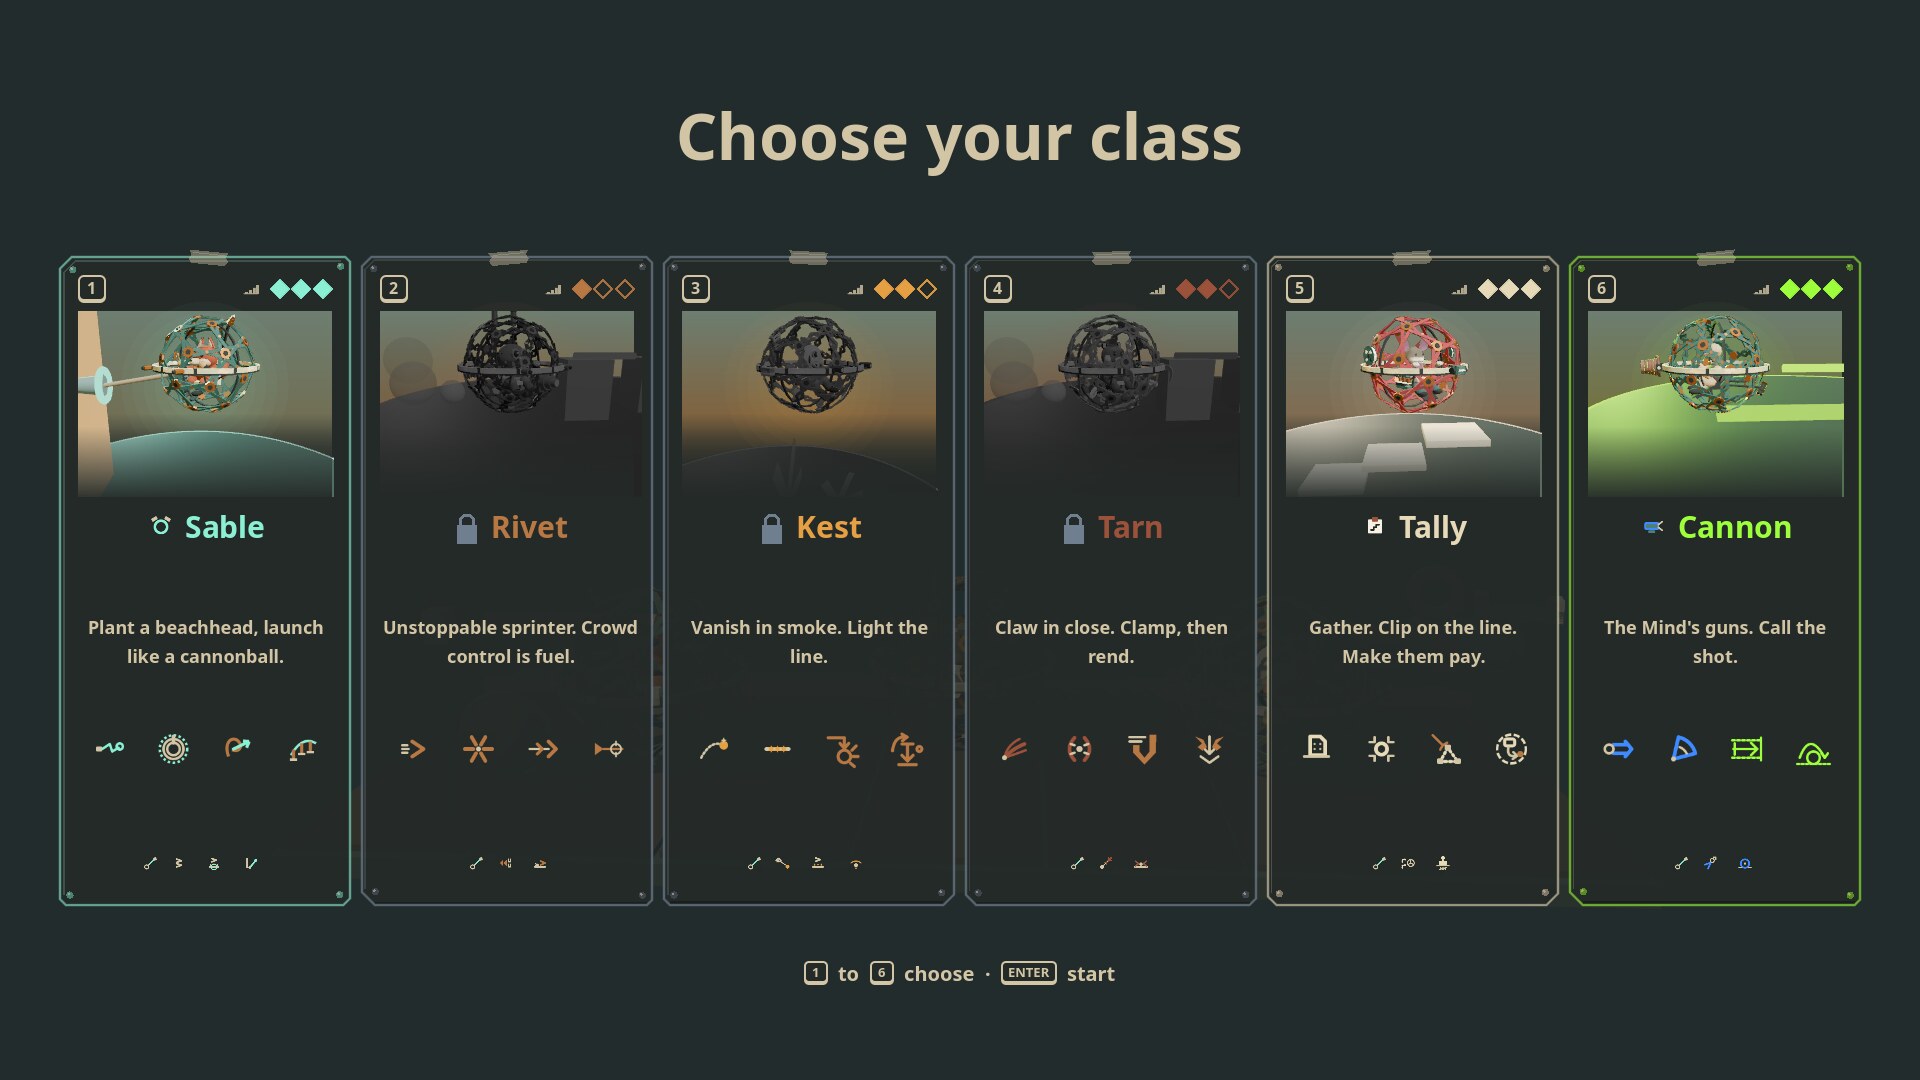 Choose your class
1
2
3
4
5
6
Sable
Rivet
Kest
Tarn
Tally
Cannon
Plant a beachhead, launch
like a cannonball.
Unstoppable sprinter. Crowd
control is fuel.
Vanish in smoke. Light the
line.
Claw in close. Clamp, then
rend.
Gather. Clip on the line.
Make them pay.
The Mind's guns. Call the
shot.
1 to 6 choose · ENTER start